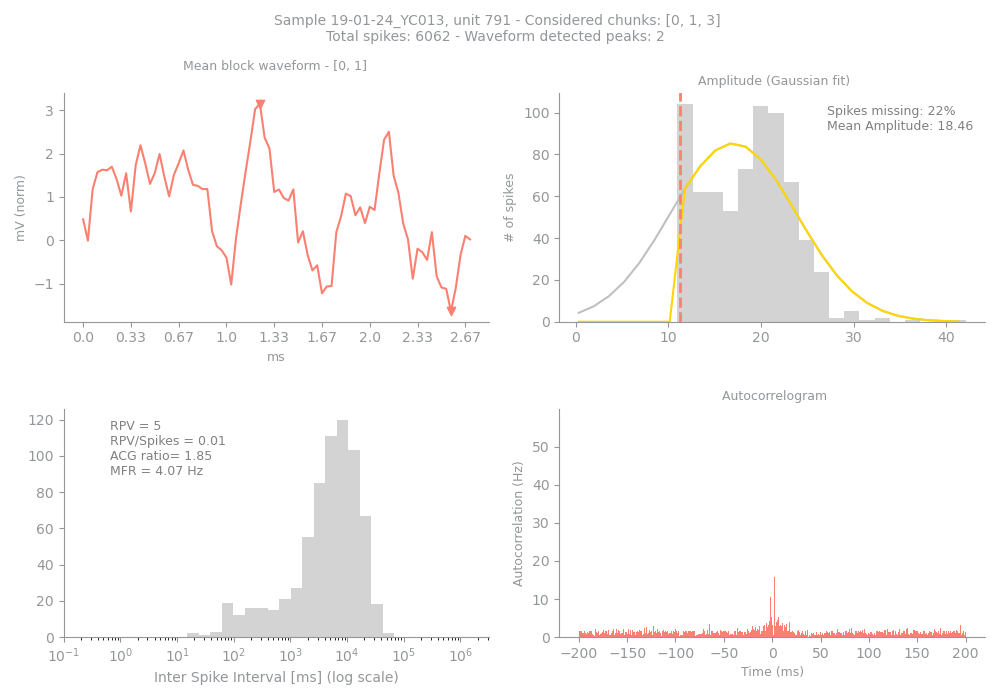 Sample 19-01-24_YC013, unit 791 - Considered chunks: [0, 1, 3]
Total spikes: 6062 - Waveform detected peaks: 2
Mean block waveform - [0, 1]
mV (norm)
3
2
1
0
−1
0.0 0.33 0.67 1.0 1.33 1.67 2.0 2.33 2.67
ms
Amplitude (Gaussian fit)
Spikes missing: 22%
Mean Amplitude: 18.46
# of spikes
100
80
60
40
20
0
0 10 20 30 40
RPV = 5
RPV/Spikes = 0.01
ACG ratio= 1.85
MFR = 4.07 Hz
120
100
80
60
40
20
0
10⁻¹ 10⁰ 10¹ 10² 10³ 10⁴ 10⁵ 10⁶
Inter Spike Interval [ms] (log scale)
Autocorrelogram
Autocorrelation (Hz)
50
40
30
20
10
0
−200 −150 −100 −50 0 50 100 150 200
Time (ms)